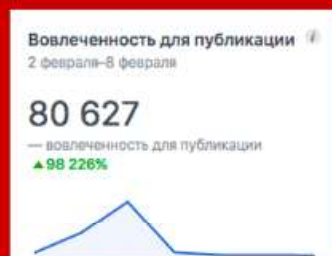 Вовлеченность для публикации i
2 февраля–8 февраля
80 627
— вовлеченность для публикации
▲98 226%